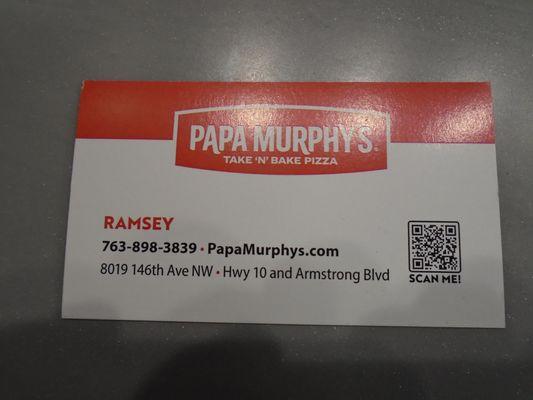 PAPA MURPHY'S
TAKE 'N' BAKE PIZZA
RAMSEY
763-898-3839 • PapaMurphys.com
8019 146th Ave NW • Hwy 10 and Armstrong Blvd
SCAN ME!